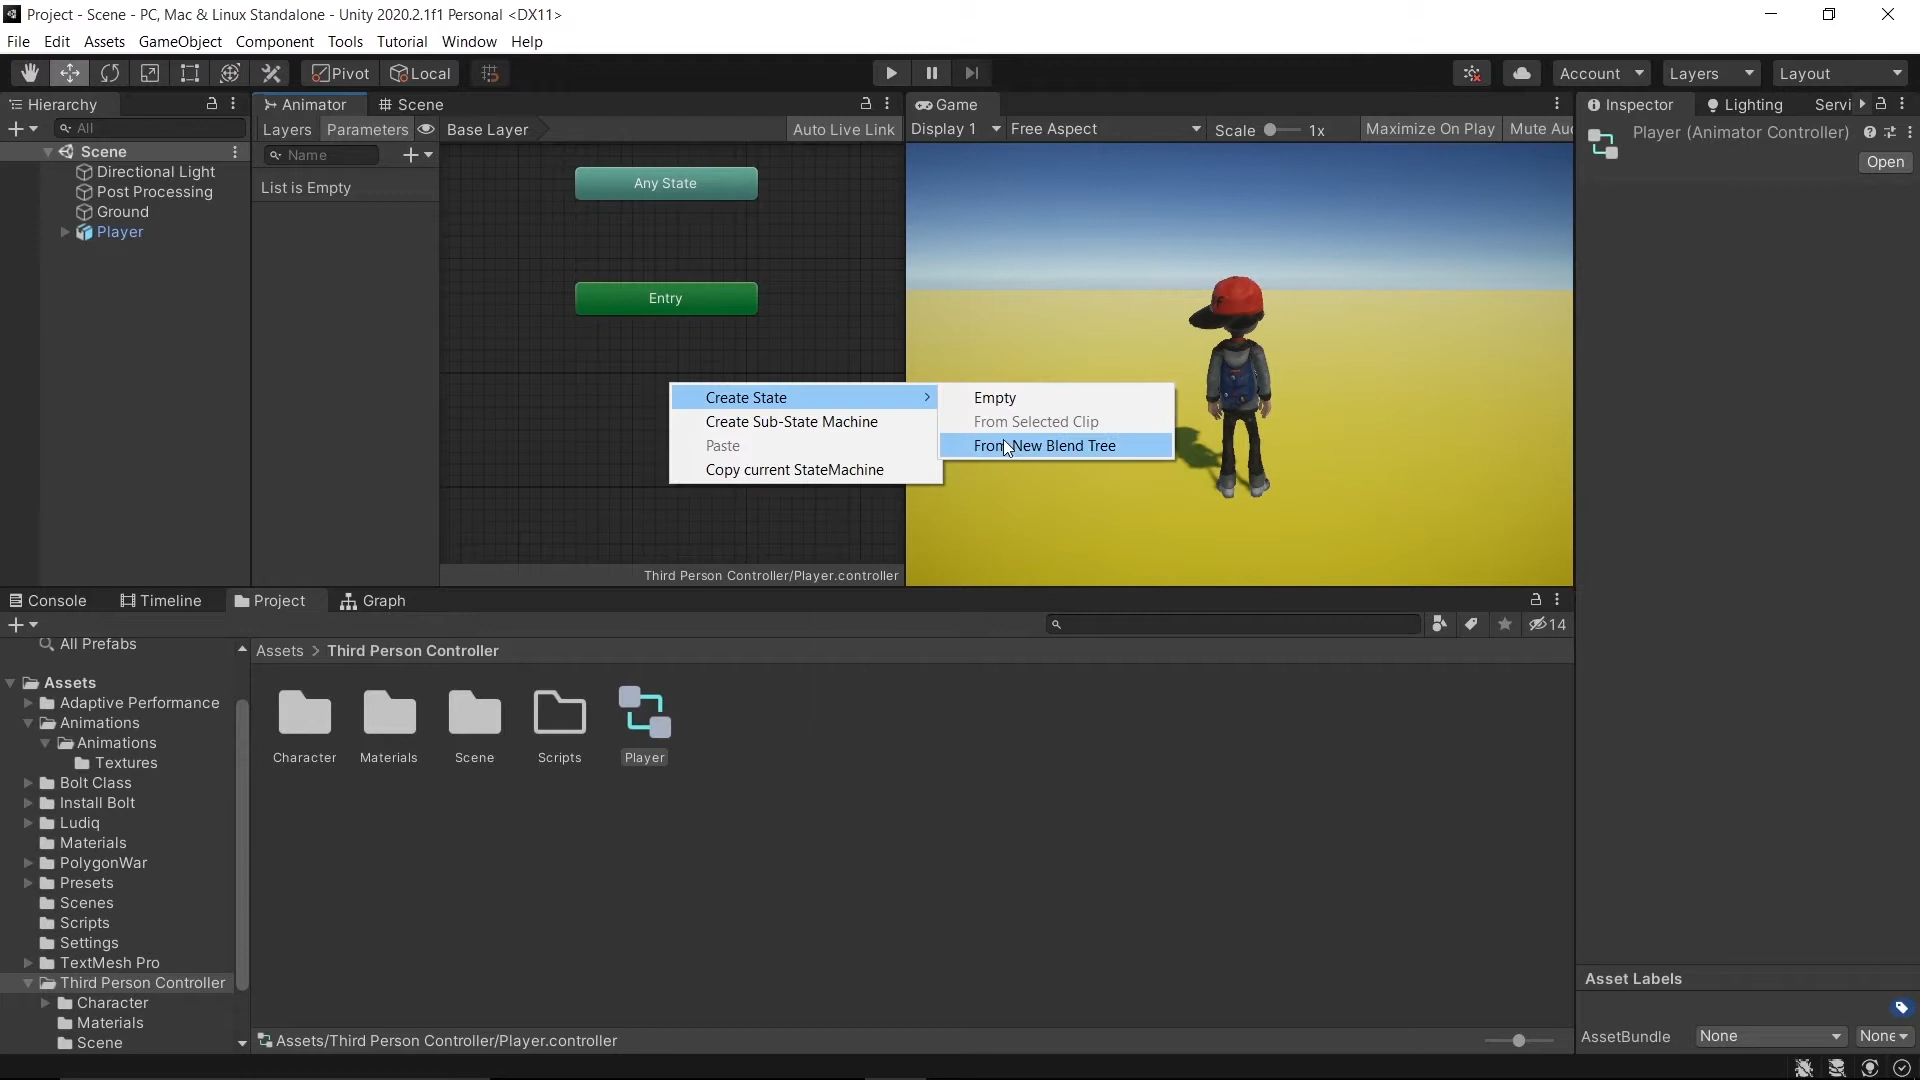 Project - Scene - PC, Mac & Linux Standalone - Unity 2020.2.1f1 Personal <DX11>
File Edit Assets GameObject Component Tools Tutorial Window Help
Pivot Local Account Layers Layout
Hierarchy
All
Scene
Directional Light
Post Processing
Ground
Player
Animator Scene
Layers Parameters Base Layer Auto Live Link
Name
List is Empty
Any State
Entry
Create State
Create Sub-State Machine
Paste
Copy current StateMachine
Empty
From Selected Clip
From New Blend Tree
Third Person Controller/Player.controller
Game
Display 1 Free Aspect Scale 1x Maximize On Play Mute Au
Inspector Lighting Servi
Player (Animator Controller)
Open
Console Timeline Project Graph
14
All Prefabs
Assets
Adaptive Performance
Animations
Animations
Textures
Bolt Class
Install Bolt
Ludiq
Materials
PolygonWar
Presets
Scenes
Scripts
Settings
TextMesh Pro
Third Person Controller
Character
Materials
Scene
Assets > Third Person Controller
Character Materials Scene Scripts Player
Assets/Third Person Controller/Player.controller
Asset Labels
AssetBundle None None